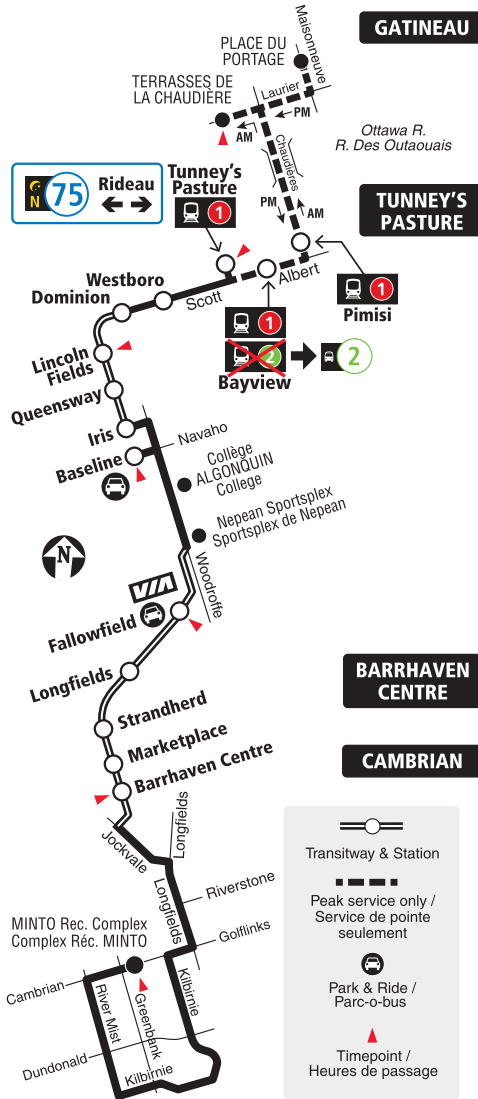 GATINEAU
Maisonneuve
PLACE DU
PORTAGE
TERRASSES DE
LA CHAUDIÈRE
Laurier
PM
AM
Ottawa R.
R. Des Outaouais
Chaudières
N
75
Rideau
Tunney's
Pasture
1
PM
AM
TUNNEY'S
PASTURE
Albert
1
Pimisi
Westboro
Dominion
Scott
1
2
2
Bayview
Lincoln
Fields
Queensway
Iris
Navaho
Baseline
Collège
ALGONQUIN
College
Nepean Sportsplex
Sportsplex de Nepean
N
Woodroffe
VIA
Fallowfield
Longfields
BARRHAVEN
CENTRE
Strandherd
Marketplace
CAMBRIAN
Barrhaven Centre
Jockvale
Longfields
Longfields
Riverstone
Golflinks
MINTO Rec. Complex
Complexe Réc. MINTO
Cambrian
River Mist
Greenbank
Kilbirnie
Dundonald
Kilbirnie
Transitway & Station
Peak service only /
Service de pointe
seulement
Park & Ride /
Parc-o-bus
Timepoint /
Heures de passage